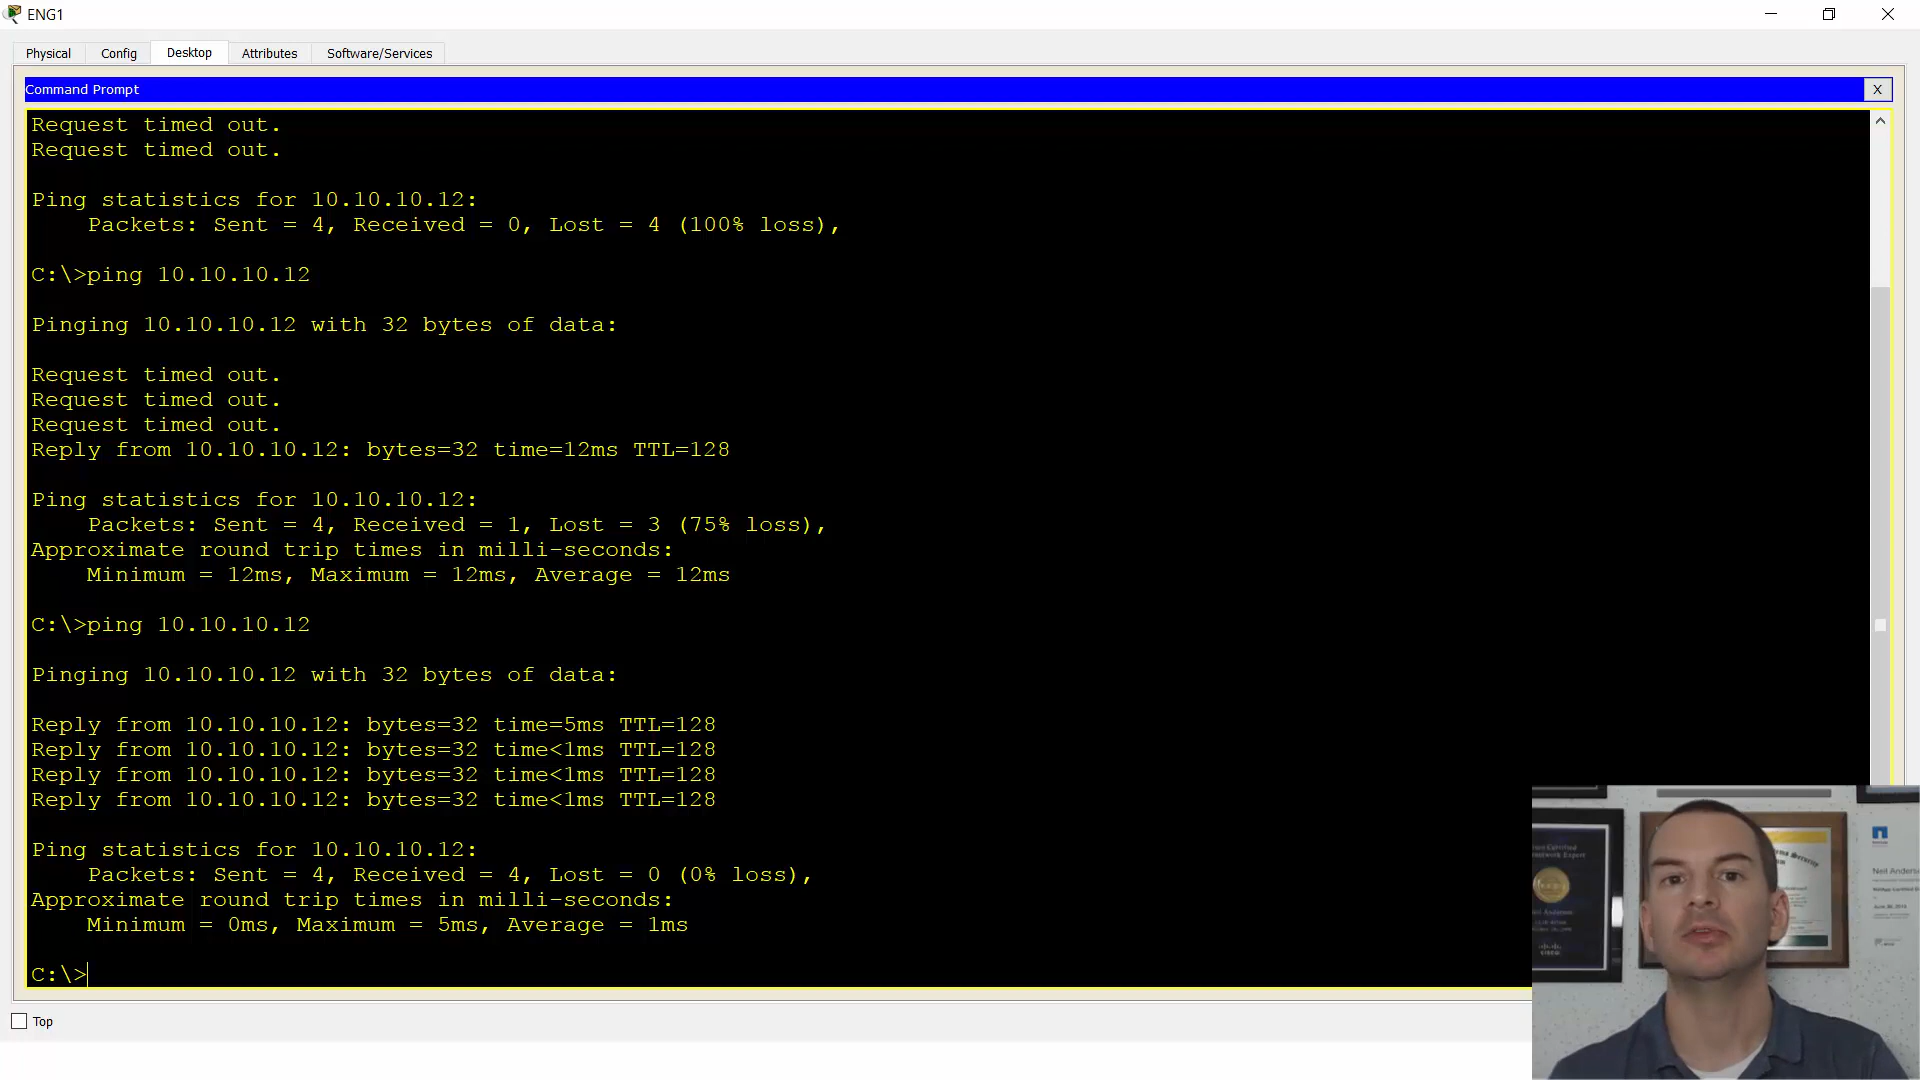 ENG1
Physical
Config
Desktop
Attributes
Software/Services
Command Prompt
X
Request timed out.
Request timed out.
Ping statistics for 10.10.10.12:
Packets: Sent = 4, Received = 0, Lost = 4 (100% loss),
C:\>ping 10.10.10.12
Pinging 10.10.10.12 with 32 bytes of data:
Request timed out.
Request timed out.
Request timed out.
Reply from 10.10.10.12: bytes=32 time=12ms TTL=128
Ping statistics for 10.10.10.12:
Packets: Sent = 4, Received = 1, Lost = 3 (75% loss),
Approximate round trip times in milli-seconds:
Minimum = 12ms, Maximum = 12ms, Average = 12ms
C:\>ping 10.10.10.12
Pinging 10.10.10.12 with 32 bytes of data:
Reply from 10.10.10.12: bytes=32 time=5ms TTL=128
Reply from 10.10.10.12: bytes=32 time<1ms TTL=128
Reply from 10.10.10.12: bytes=32 time<1ms TTL=128
Reply from 10.10.10.12: bytes=32 time<1ms TTL=128
Ping statistics for 10.10.10.12:
Packets: Sent = 4, Received = 4, Lost = 0 (0% loss),
Approximate round trip times in milli-seconds:
Minimum = 0ms, Maximum = 5ms, Average = 1ms
C:\>
Top